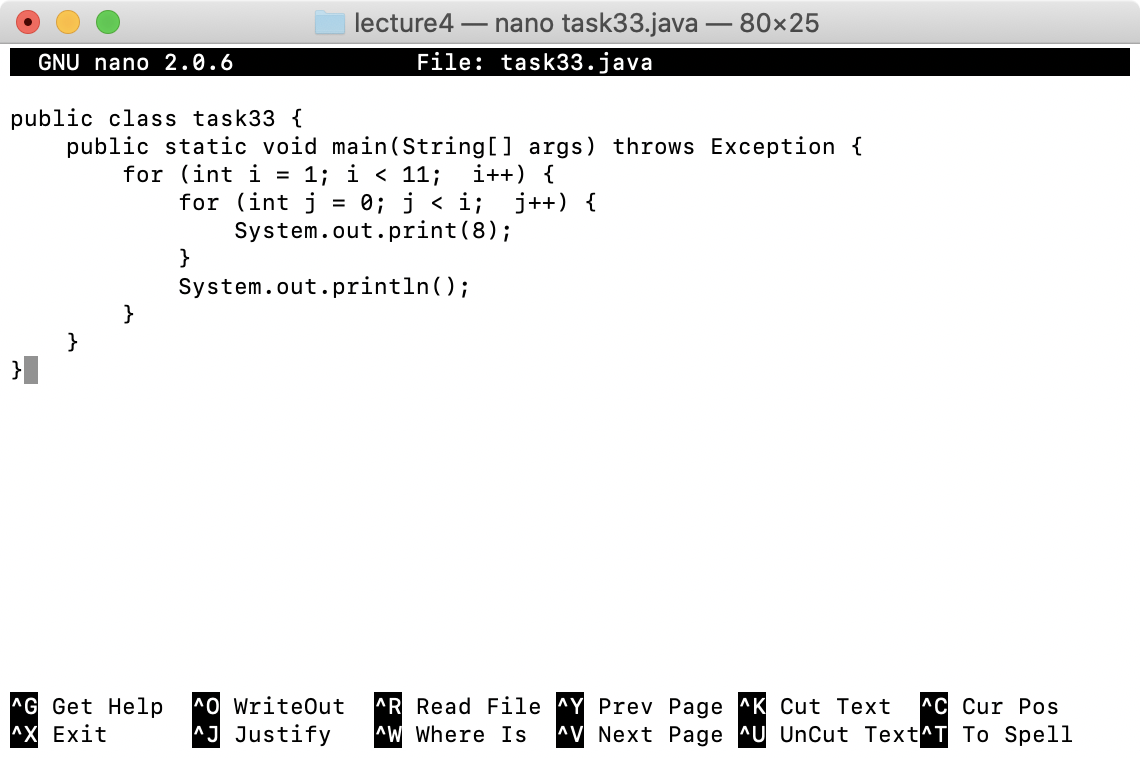 lecture4 — nano task33.java — 80×25
GNU nano 2.0.6 File: task33.java
public class task33 {
    public static void main(String[] args) throws Exception {
        for (int i = 1; i < 11;  i++) {
            for (int j = 0; j < i;  j++) {
                System.out.print(8);
            }
            System.out.println();
        }
    }
}
^G Get Help ^O WriteOut ^R Read File ^Y Prev Page ^K Cut Text ^C Cur Pos
^X Exit ^J Justify ^W Where Is ^V Next Page ^U UnCut Text ^T To Spell